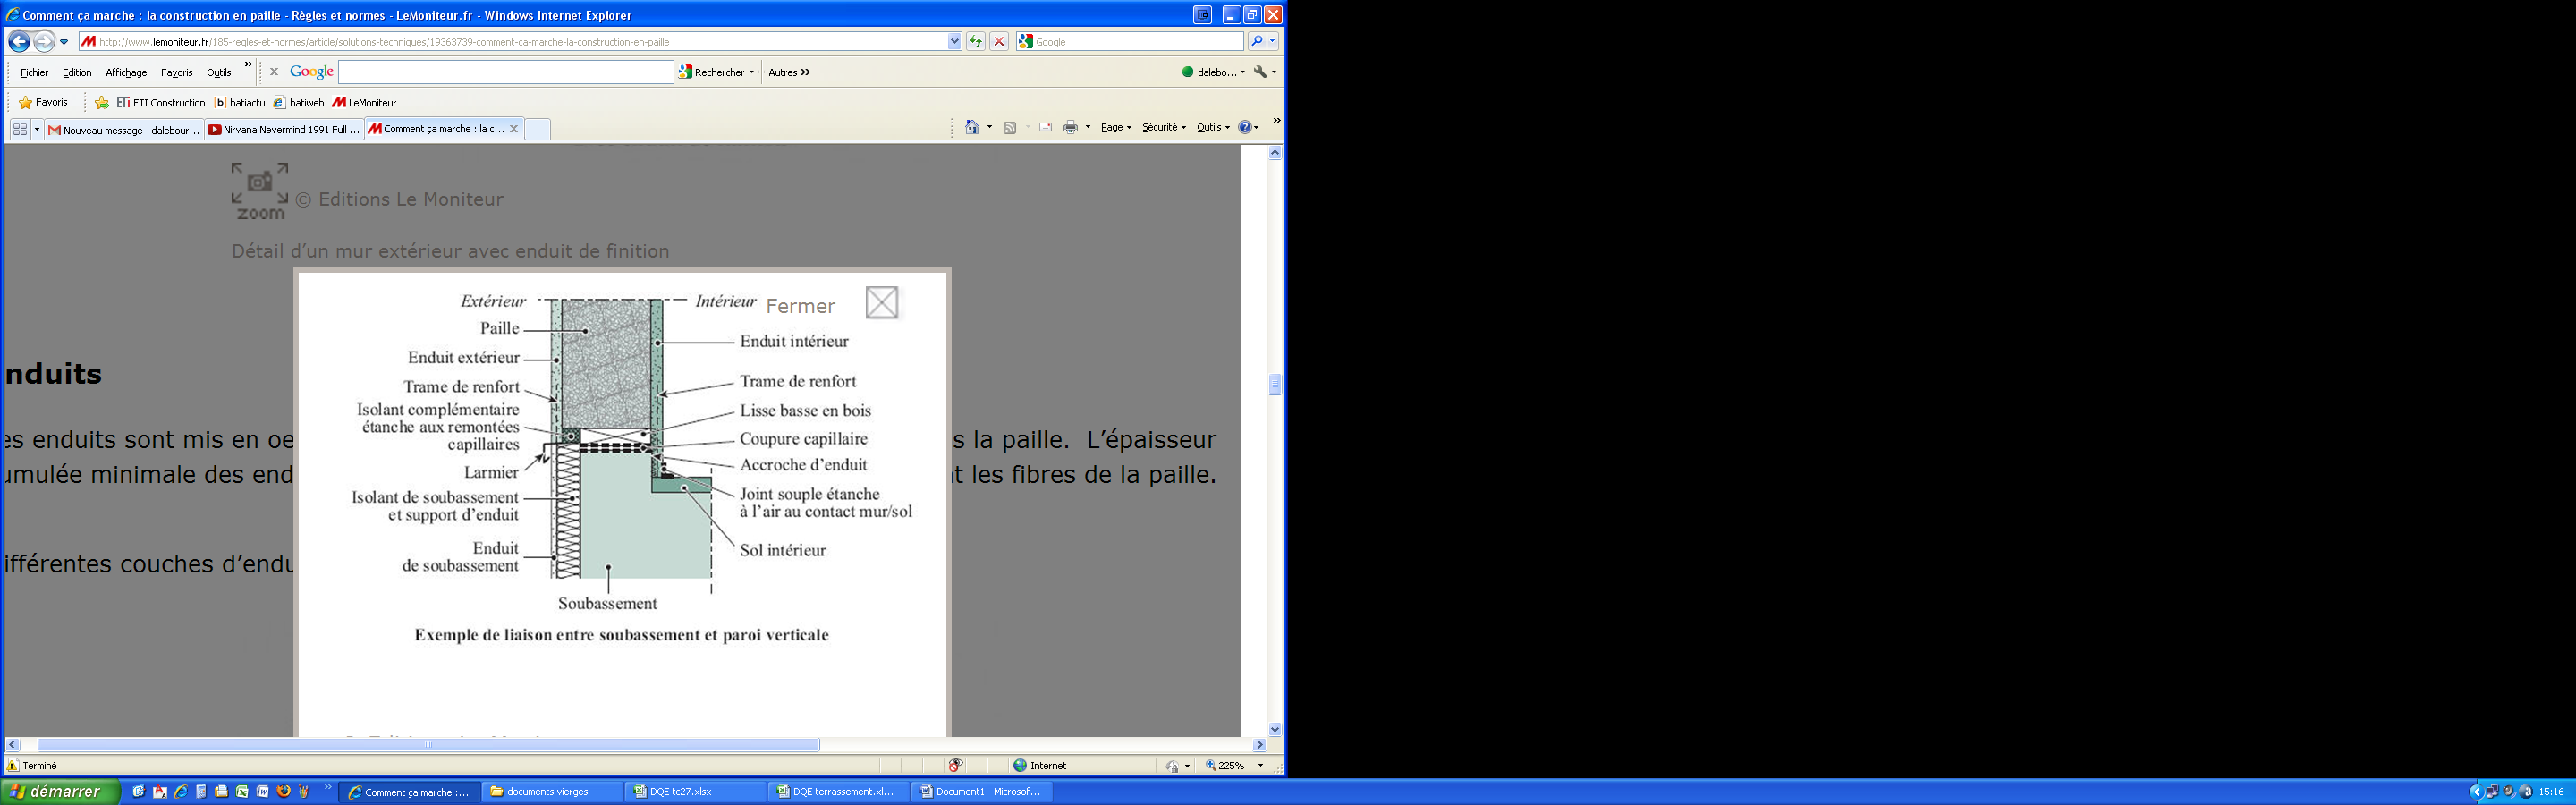 Comment ça marche : la construction en paille - Règles et normes - LeMoniteur.fr - Windows Internet Explorer
http://www.lemoniteur.fr/185-regles-et-normes/article/solutions-techniques/19363739-comment-ca-marche-la-construction-en-paille
Google
Fichier Edition Affichage Favoris Outils » x Google Rechercher Autres » dalebo...
Favoris ETI Construction batiactu batiweb LeMoniteur
Nouveau message - dalebour... Nirvana Nevermind 1991 Full ... Comment ça marche : la c... Page Sécurité Outils »
zoom © Editions Le Moniteur
Détail d'un mur extérieur avec enduit de finition
Extérieur Intérieur Fermer
Paille
Enduit intérieur
Enduit extérieur
nduits
Trame de renfort
Trame de renfort
Isolant complémentaire
étanche aux remontées
capillaires
Lisse basse en bois
Coupure capillaire
es enduits sont mis en oe
s la paille. L'épaisseur
Accroche d'enduit
Larmier
umulée minimale des end
t les fibres de la paille.
Isolant de soubassement
et support d'enduit
Joint souple étanche
à l'air au contact mur/sol
Enduit
de soubassement
Sol intérieur
ifférentes couches d'endu
Soubassement
Exemple de liaison entre soubassement et paroi verticale
Terminé Internet 225%
démarrer Comment ça marche :... documents vierges DQE tc27.xlsx DQE terrassement.xl... Document1 - Microsof... 15:16